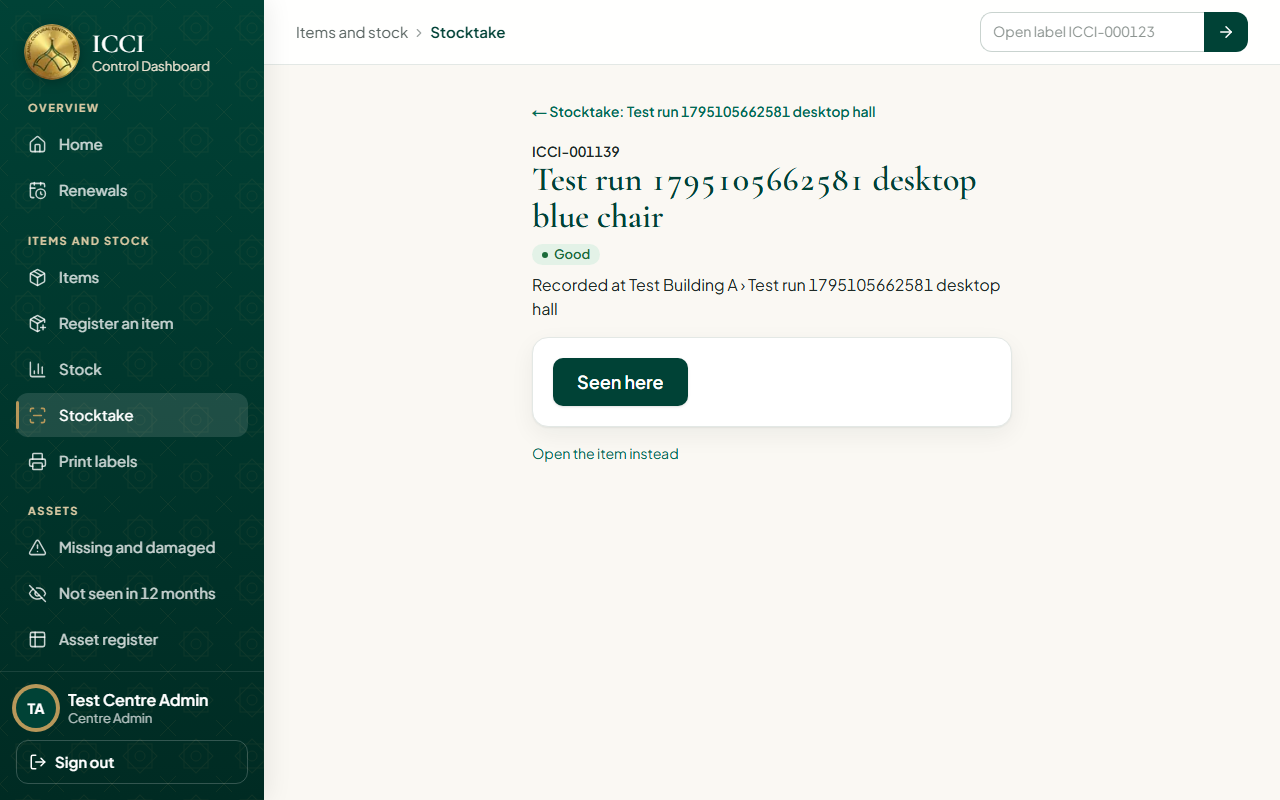 ICCI
Control Dashboard
OVERVIEW
Home
Renewals
ITEMS AND STOCK
Items
Register an item
Stock
Stocktake
Print labels
ASSETS
Missing and damaged
Not seen in 12 months
Asset register
TA
Test Centre Admin
Centre Admin
Sign out
Items and stock › Stocktake
Open label ICCI-000123
← Stocktake: Test run 1795105662581 desktop hall
ICCI-001139
Test run 1795105662581 desktop
blue chair
Good
Recorded at Test Building A › Test run 1795105662581 desktop
hall
Seen here
Open the item instead